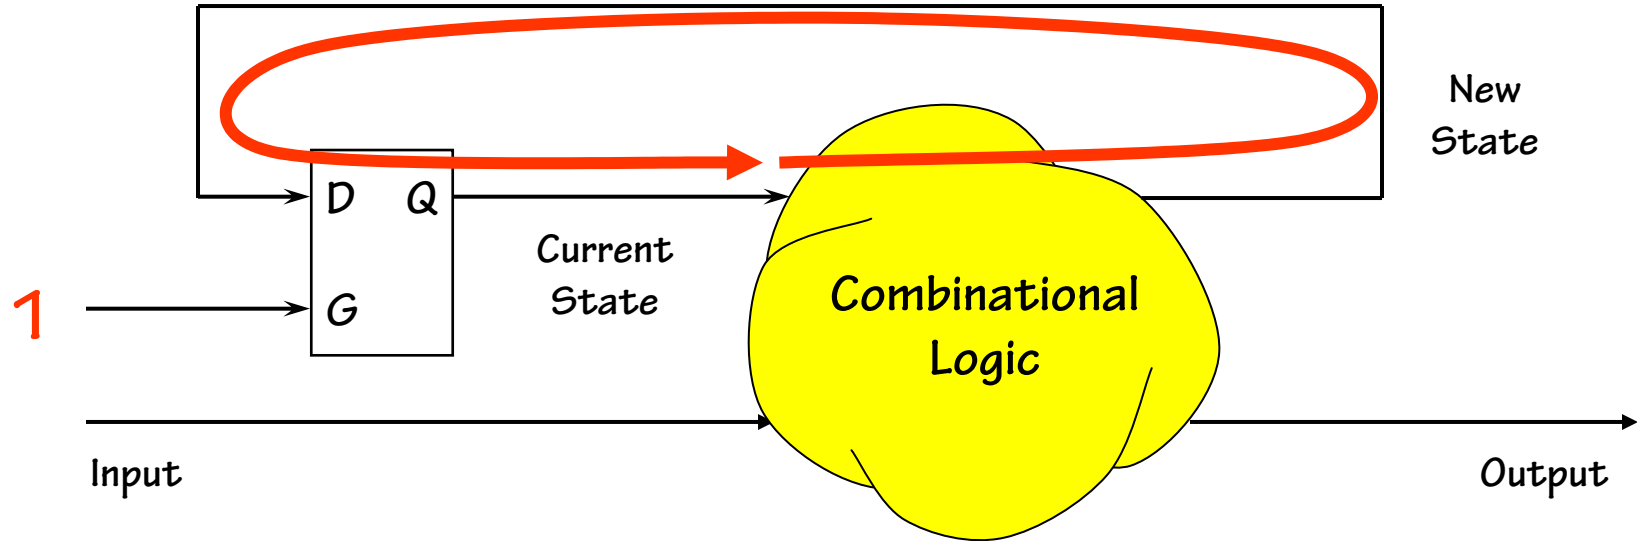 New
State
D Q
Current
State
1
G
Combinational
Logic
Input
Output